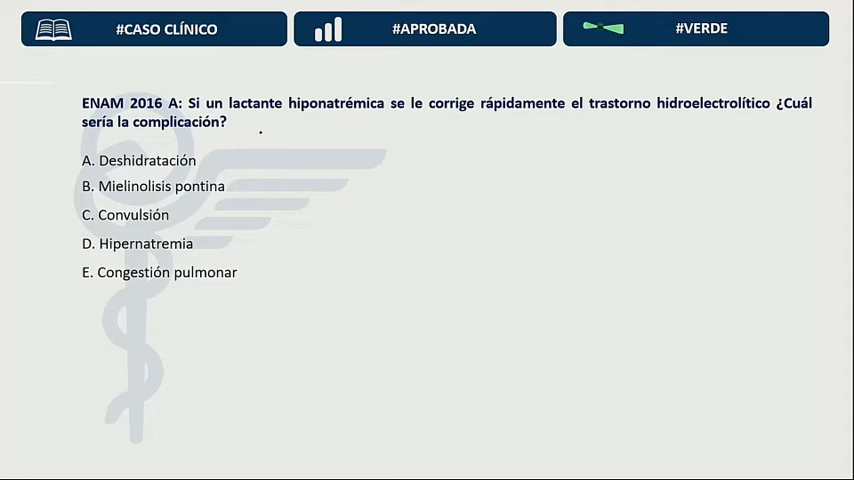 #CASO CLÍNICO
#APROBADA
#VERDE
ENAM 2016 A: Si un lactante hiponatrémica se le corrige rápidamente el trastorno hidroelectrolítico ¿Cuál
sería la complicación?
A. Deshidratación
B. Mielinolisis pontina
C. Convulsión
D. Hipernatremia
E. Congestión pulmonar